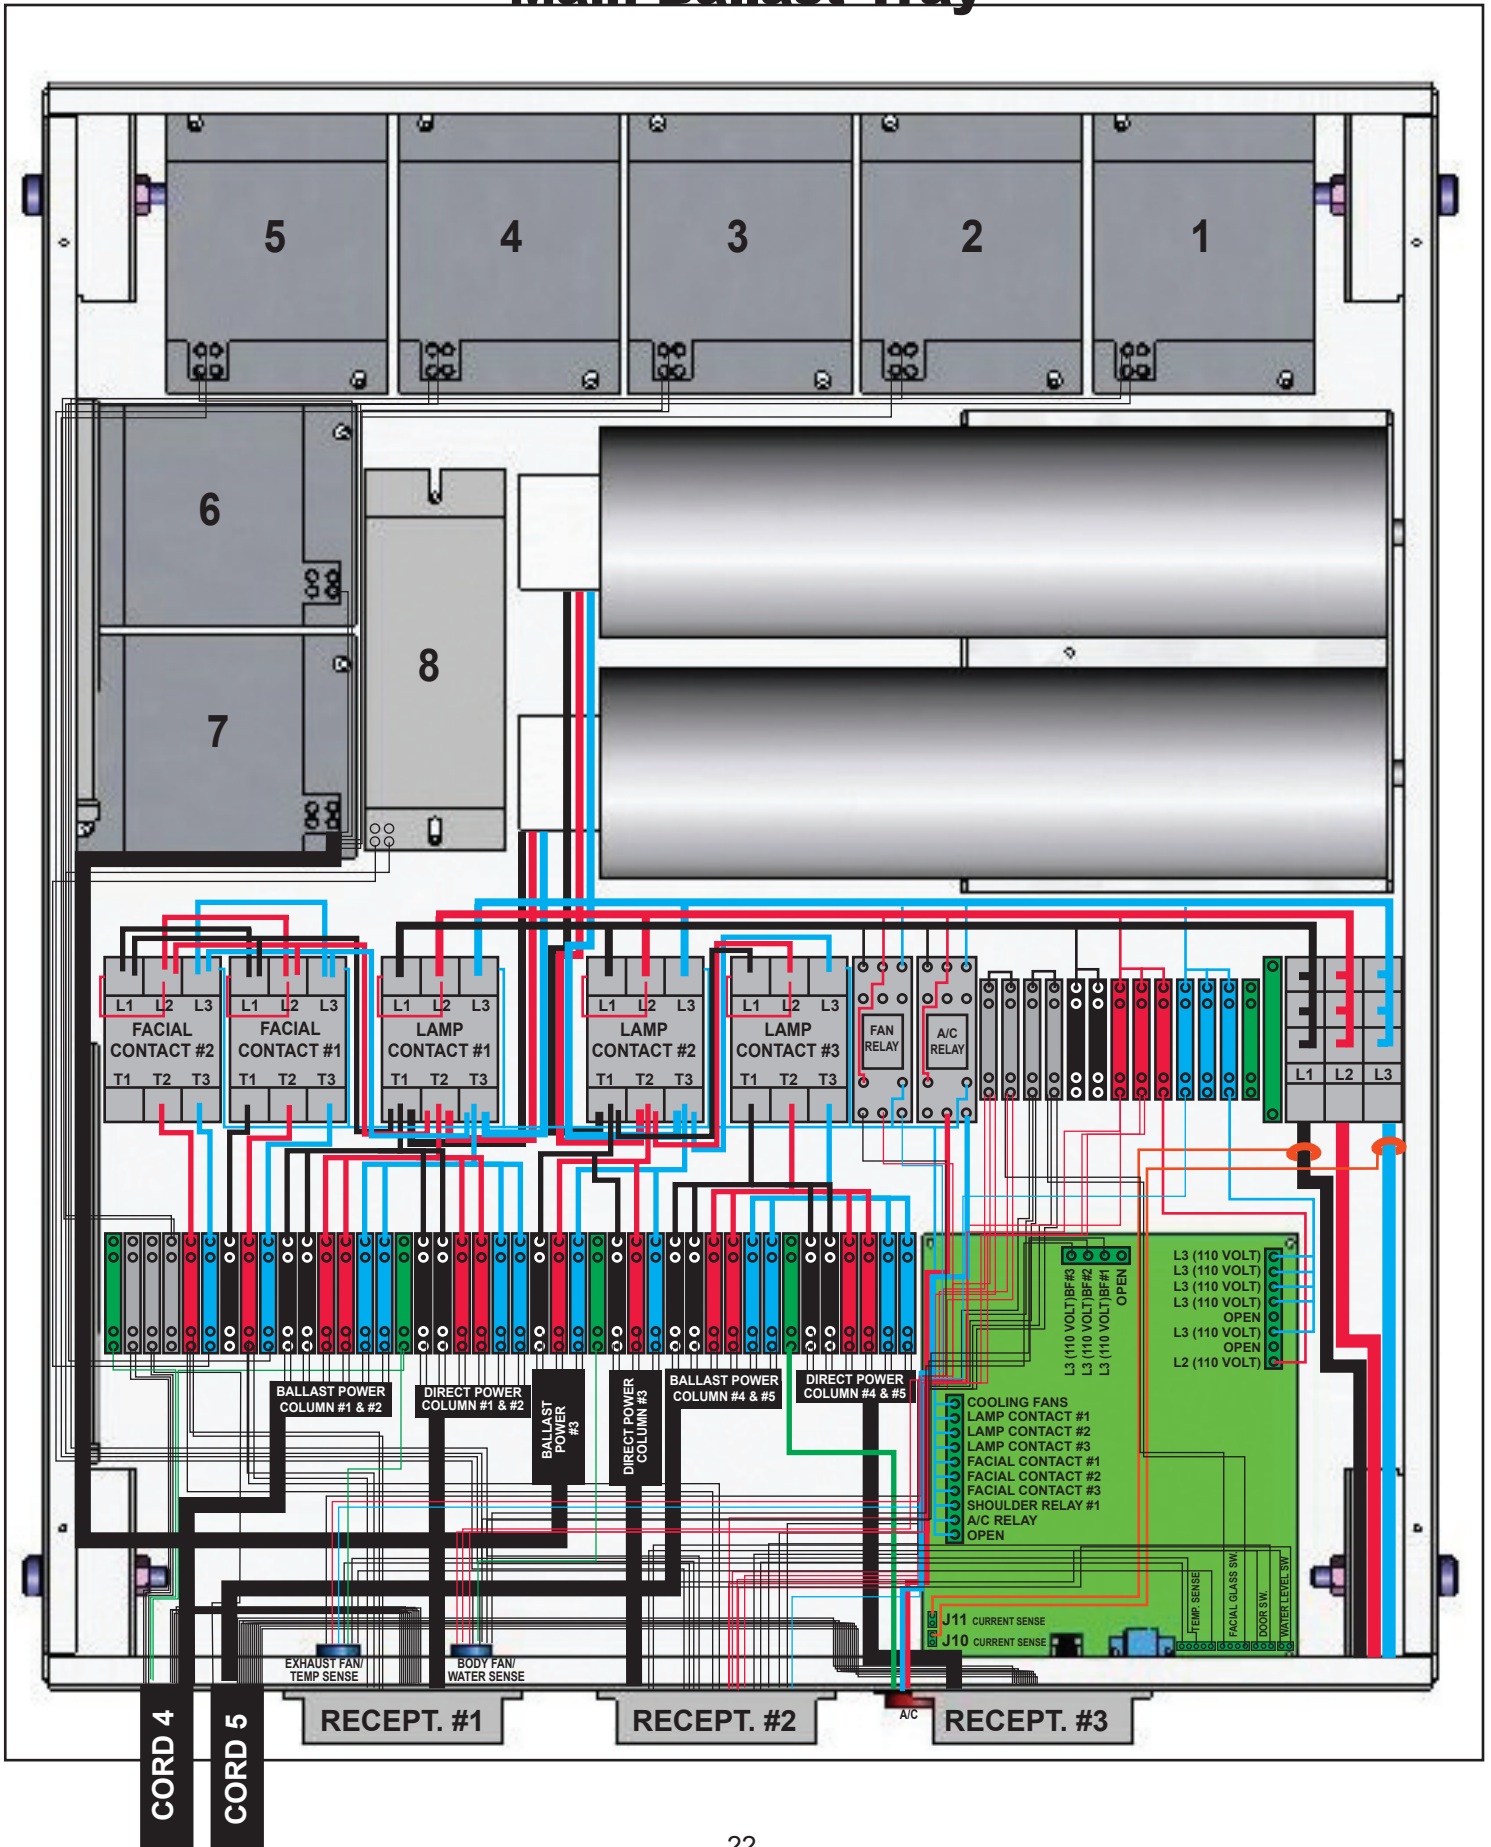 Main Ballast Tray
5
4
3
2
1
6
7
8
L1 L2 L3
FACIAL
CONTACT #2
T1 T2 T3
L1 L2 L3
FACIAL
CONTACT #1
T1 T2 T3
L1 L2 L3
LAMP
CONTACT #1
T1 T2 T3
L1 L2 L3
LAMP
CONTACT #2
T1 T2 T3
L1 L2 L3
LAMP
CONTACT #3
T1 T2 T3
FAN
RELAY
A/C
RELAY
L1 L2 L3
L3 (110 VOLT)BF#3
L3 (110 VOLT)BF#2
L3 (110 VOLT)BF#1
OPEN
L3 (110 VOLT)
L3 (110 VOLT)
L3 (110 VOLT)
L3 (110 VOLT)
OPEN
L3 (110 VOLT)
OPEN
L2 (110 VOLT)
BALLAST POWER
COLUMN #1 & #2
DIRECT POWER
COLUMN #1 & #2
BALLAST
POWER
#3
DIRECT POWER
COLUMN #3
BALLAST POWER
COLUMN #4 & #5
DIRECT POWER
COLUMN #4 & #5
COOLING FANS
LAMP CONTACT #1
LAMP CONTACT #2
LAMP CONTACT #3
FACIAL CONTACT #1
FACIAL CONTACT #2
FACIAL CONTACT #3
SHOULDER RELAY #1
A/C RELAY
OPEN
J11 CURRENT SENSE
J10 CURRENT SENSE
TEMP. SENSE
FACIAL GLASS SW.
DOOR SW.
WATER LEVEL SW
EXHAUST FAN/
TEMP SENSE
BODY FAN/
WATER SENSE
CORD 4
CORD 5
RECEPT. #1
RECEPT. #2
A/C
RECEPT. #3
22